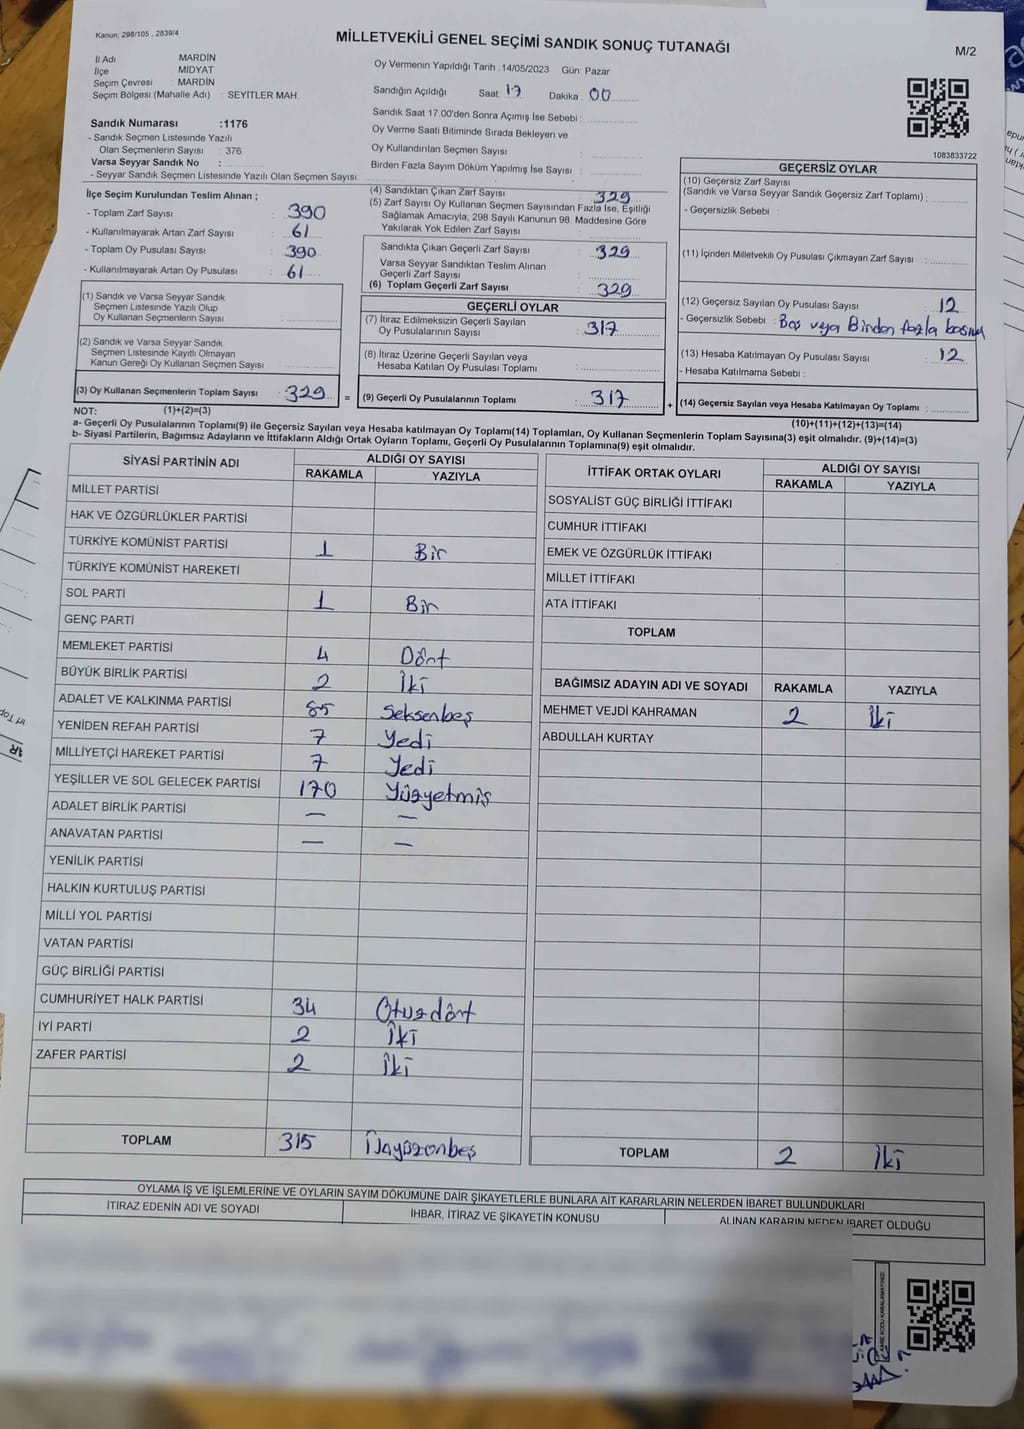 Kanun; 298/105 , 2839/4
MİLLETVEKİLİ GENEL SEÇİMİ SANDIK SONUÇ TUTANAĞI
M/2
İl Adı MARDİN
İlçe MİDYAT
Seçim Çevresi MARDİN
Seçim Bölgesi (Mahalle Adı) : SEYİTLER MAH.
Sandık Numarası :1176
- Sandık Seçmen Listesinde Yazılı
Olan Seçmenlerin Sayısı : 376
Varsa Seyyar Sandık No :
- Seyyar Sandık Seçmen Listesinde Yazılı Olan Seçmen Sayısı:
Oy Vermenin Yapıldığı Tarih : 14/05/2023 Gün: Pazar
Sandığın Açıldığı Saat: 17 Dakika : 00
Sandık Saat 17.00'den Sonra Açımış İse Sebebi :
Oy Verme Saati Bitiminde Sırada Bekleyen ve
Oy Kullandırılan Seçmen Sayısı :
Birden Fazla Sayım Döküm Yapılmış İse Sayısı :
1083833722
İlçe Seçim Kurulundan Teslim Alınan ;
- Toplam Zarf Sayısı : 390
- Kullanılmayarak Artan Zarf Sayısı : 61
- Toplam Oy Pusulası Sayısı : 390
- Kullanılmayarak Artan Oy Pusulası : 61
(1) Sandık ve Varsa Seyyar Sandık
Seçmen Listesinde Yazılı Olup
Oy Kullanan Seçmenlerin Sayısı :
(2) Sandık ve Varsa Seyyar Sandık
Seçmen Listesinde Kayıtlı Olmayan
Kanun Gereği Oy Kullanan Seçmen Sayısı :
(3) Oy Kullanan Seçmenlerin Toplam Sayısı : 329
(4) Sandıktan Çıkan Zarf Sayısı : 329
(5) Zarf Sayısı Oy Kullanan Seçmen Sayısından Fazla İse, Eşitliği
Sağlamak Amacıyla; 298 Sayılı Kanunun 98. Maddesine Göre
Yakılarak Yok Edilen Zarf Sayısı :
Sandıkta Çıkan Geçerli Zarf Sayısı : 329
Varsa Seyyar Sandıktan Teslim Alınan
Geçerli Zarf Sayısı :
(6) Toplam Geçerli Zarf Sayısı : 329
GEÇERLİ OYLAR
(7) İtiraz Edilmeksizin Geçerli Sayılan
Oy Pusulalarının Sayısı : 317
(8) İtiraz Üzerine Geçerli Sayılan veya
Hesaba Katılan Oy Pusulası Toplamı :
= (9) Geçerli Oy Pusulalarının Toplamı : 317
GEÇERSİZ OYLAR
(10) Geçersiz Zarf Sayısı
(Sandık ve Varsa Seyyar Sandık Geçersiz Zarf Toplamı) :
- Geçersizlik Sebebi :
(11) İçinden Milletvekili Oy Pusulası Çıkmayan Zarf Sayısı :
(12) Geçersiz Sayılan Oy Pusulası Sayısı : 12
- Geçersizlik Sebebi : Boş veya Birden fazla
(13) Hesaba Katılmayan Oy Pusulası Sayısı : 12
- Hesaba Katılmama Sebebi :
+ (14) Geçersiz Sayılan veya Hesaba Katılmayan Oy Toplamı :
NOT: (1)+(2)=(3)
(10)+(11)+(12)+(13)=(14)
a- Geçerli Oy Pusulalarının Toplamı(9) ile Geçersiz Sayılan veya Hesaba katılmayan Oy Toplamı(14) Toplamları, Oy Kullanan Seçmenlerin Toplam Sayısına(3) eşit olmalıdır. (9)+(14)=(3)
b- Siyasi Partilerin, Bağımsız Adayların ve İttifakların Aldığı Ortak Oyların Toplamı, Geçerli Oy Pusulalarının Toplamına(9) eşit olmalıdır.
SİYASİ PARTİNİN ADI ALDIĞI OY SAYISI
RAKAMLA YAZIYLA
MİLLET PARTİSİ
HAK VE ÖZGÜRLÜKLER PARTİSİ
TÜRKİYE KOMÜNİST PARTİSİ 1 Bir
TÜRKİYE KOMÜNİST HAREKETİ
SOL PARTİ 1 Bir
GENÇ PARTİ
MEMLEKET PARTİSİ 4 Dört
BÜYÜK BİRLİK PARTİSİ 2 İki
ADALET VE KALKINMA PARTİSİ 85 Seksenbeş
YENİDEN REFAH PARTİSİ 7 Yedi
MİLLİYETÇİ HAREKET PARTİSİ 7 Yedi
YEŞİLLER VE SOL GELECEK PARTİSİ 170 Yüzyetmiş
ADALET BİRLİK PARTİSİ — —
ANAVATAN PARTİSİ — —
YENİLİK PARTİSİ
HALKIN KURTULUŞ PARTİSİ
MİLLİ YOL PARTİSİ
VATAN PARTİSİ
GÜÇ BİRLİĞİ PARTİSİ
CUMHURİYET HALK PARTİSİ 34 Otuzdört
İYİ PARTİ 2 İki
ZAFER PARTİSİ 2 İki
TOPLAM 315 Üçyüzonbeş
İTTİFAK ORTAK OYLARI ALDIĞI OY SAYISI
RAKAMLA YAZIYLA
SOSYALİST GÜÇ BİRLİĞİ İTTİFAKI
CUMHUR İTTİFAKI
EMEK VE ÖZGÜRLÜK İTTİFAKI
MİLLET İTTİFAKI
ATA İTTİFAKI
TOPLAM
BAĞIMSIZ ADAYIN ADI VE SOYADI RAKAMLA YAZIYLA
MEHMET VEJDİ KAHRAMAN 2 İki
ABDULLAH KURTAY
TOPLAM 2 İki
OYLAMA İŞ VE İŞLEMLERİNE VE OYLARIN SAYIM DÖKÜMÜNE DAİR ŞİKAYETLERLE BUNLARA AİT KARARLARIN NELERDEN İBARET BULUNDUKLARI
İTİRAZ EDENİN ADI VE SOYADI İHBAR, İTİRAZ VE ŞİKAYETİN KONUSU ALINAN KARARIN NEDEN İBARET OLDUĞU